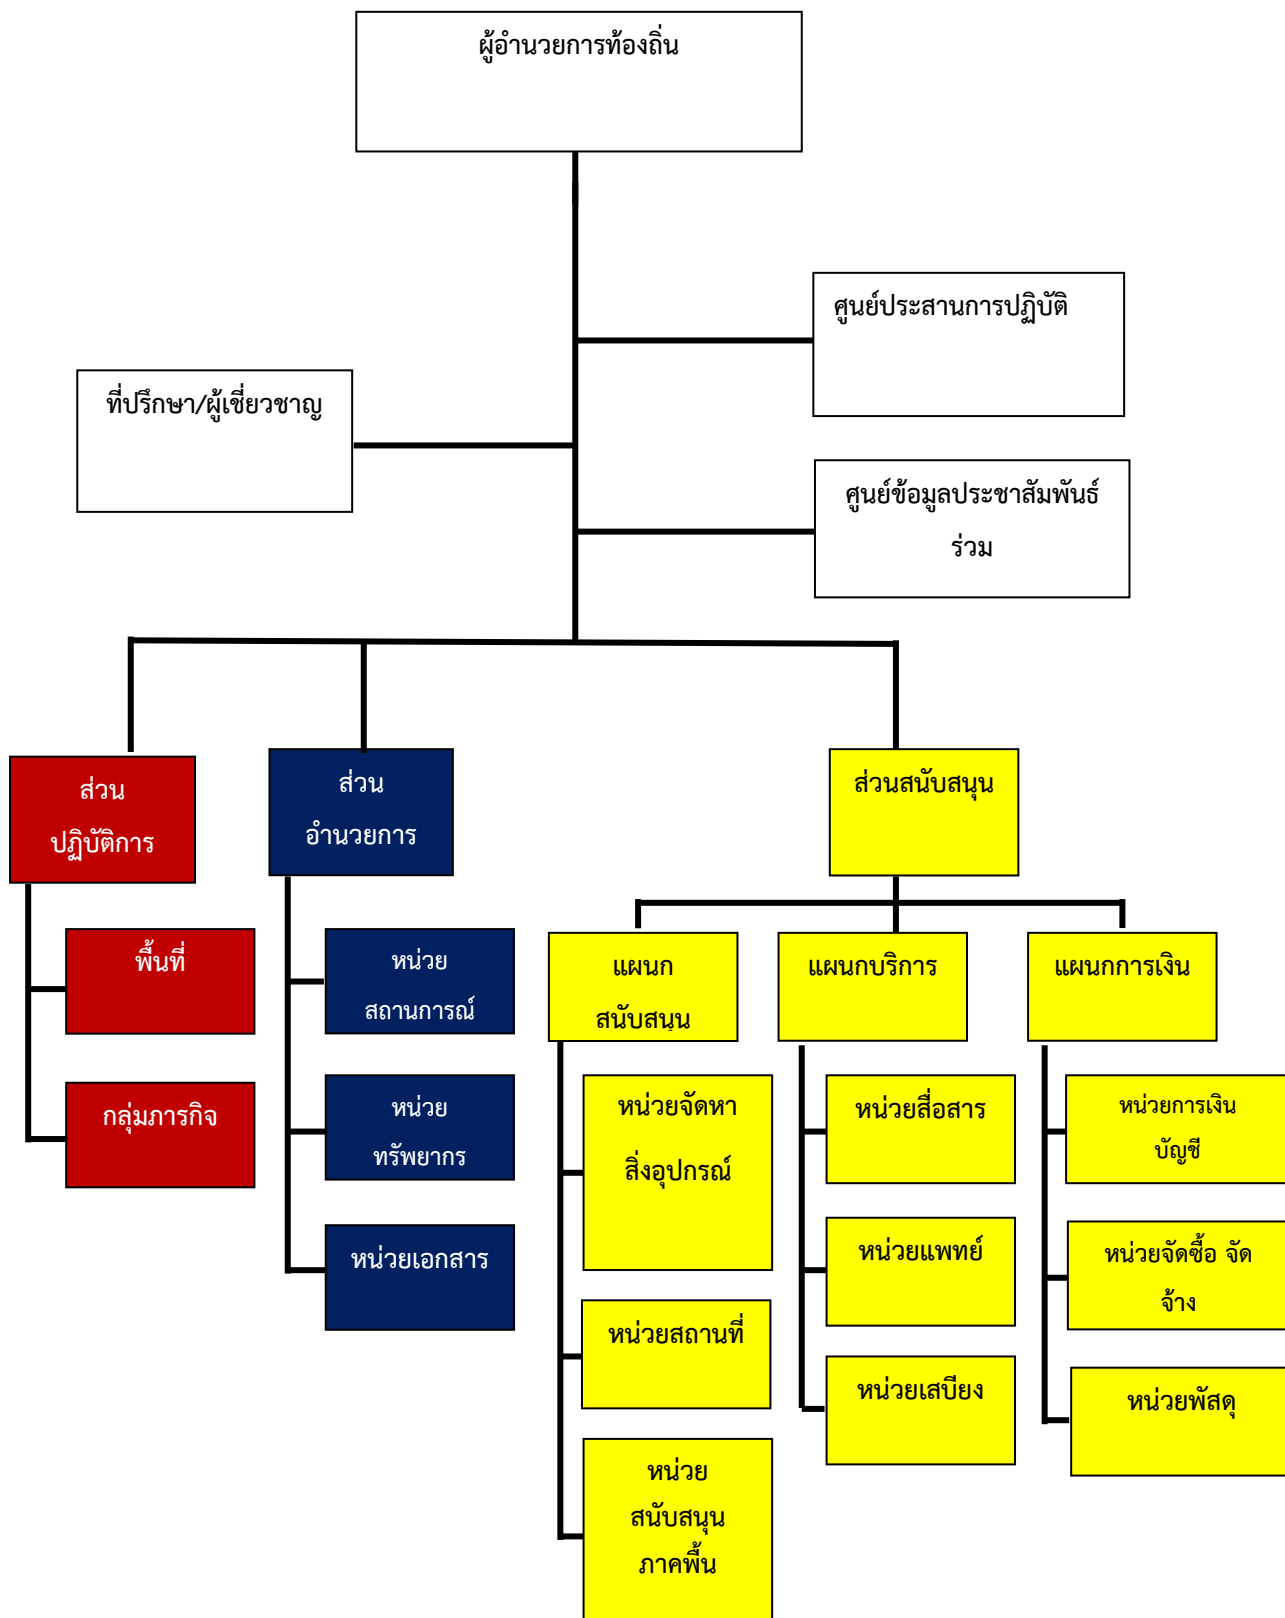 ผู้อำนวยการท้องถิ่น
ศูนย์ประสานการปฏิบัติ
ที่ปรึกษา/ผู้เชี่ยวชาญ
ศูนย์ข้อมูลประชาสัมพันธ์
ร่วม
ส่วน
ปฏิบัติการ
ส่วน
อำนวยการ
ส่วนสนับสนุน
พื้นที่
กลุ่มภารกิจ
หน่วย
สถานการณ์
หน่วย
ทรัพยากร
หน่วยเอกสาร
แผนก
สนับสนุน
หน่วยจัดหา
สิ่งอุปกรณ์
หน่วยสถานที่
หน่วย
สนับสนุน
ภาคพื้น
แผนกบริการ
หน่วยสื่อสาร
หน่วยแพทย์
หน่วยเสบียง
แผนกการเงิน
หน่วยการเงิน
บัญชี
หน่วยจัดซื้อ จัด
จ้าง
หน่วยพัสดุ